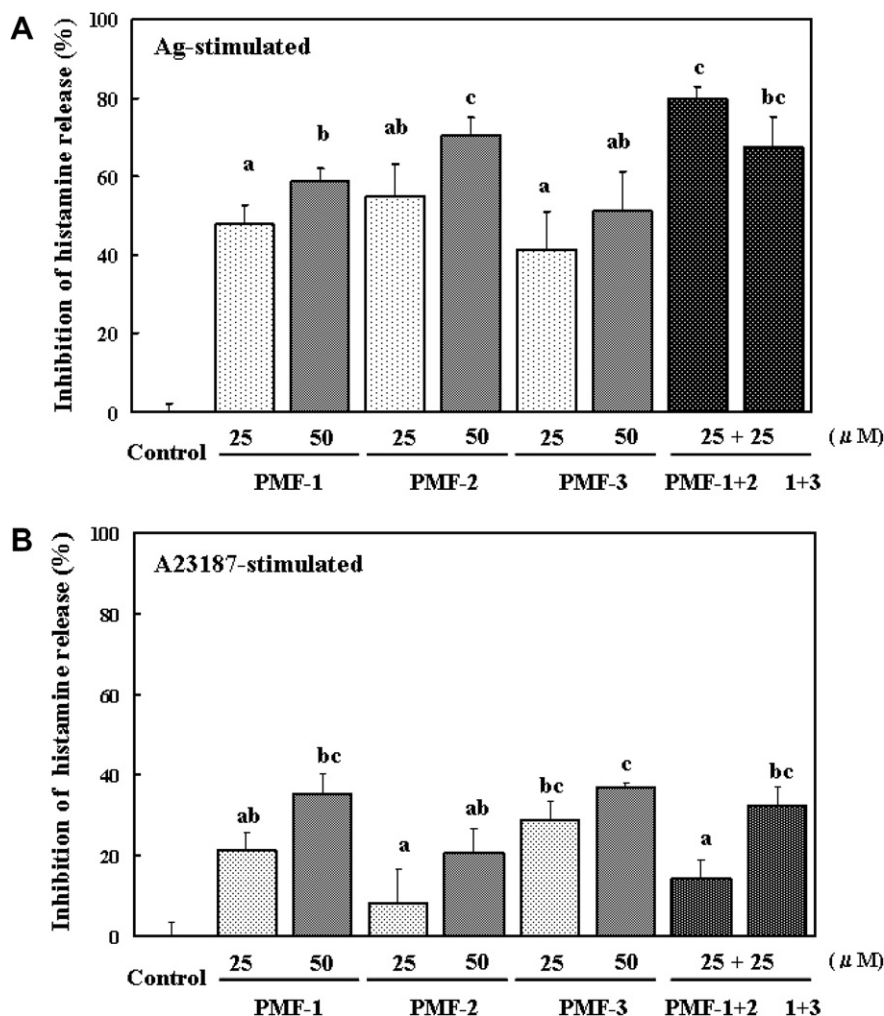 A
Ag-stimulated
Inhibition of histamine release (%)
100
80
60
40
20
0
a
b
ab
c
a
ab
c
bc
Control
25 50 25 50 25 50 25 + 25 (μM)
PMF-1 PMF-2 PMF-3 PMF-1+2 1+3
B
A23187-stimulated
Inhibition of histamine release (%)
100
80
60
40
20
0
ab
bc
a
ab
bc
c
a
bc
Control
25 50 25 50 25 50 25 + 25 (μM)
PMF-1 PMF-2 PMF-3 PMF-1+2 1+3